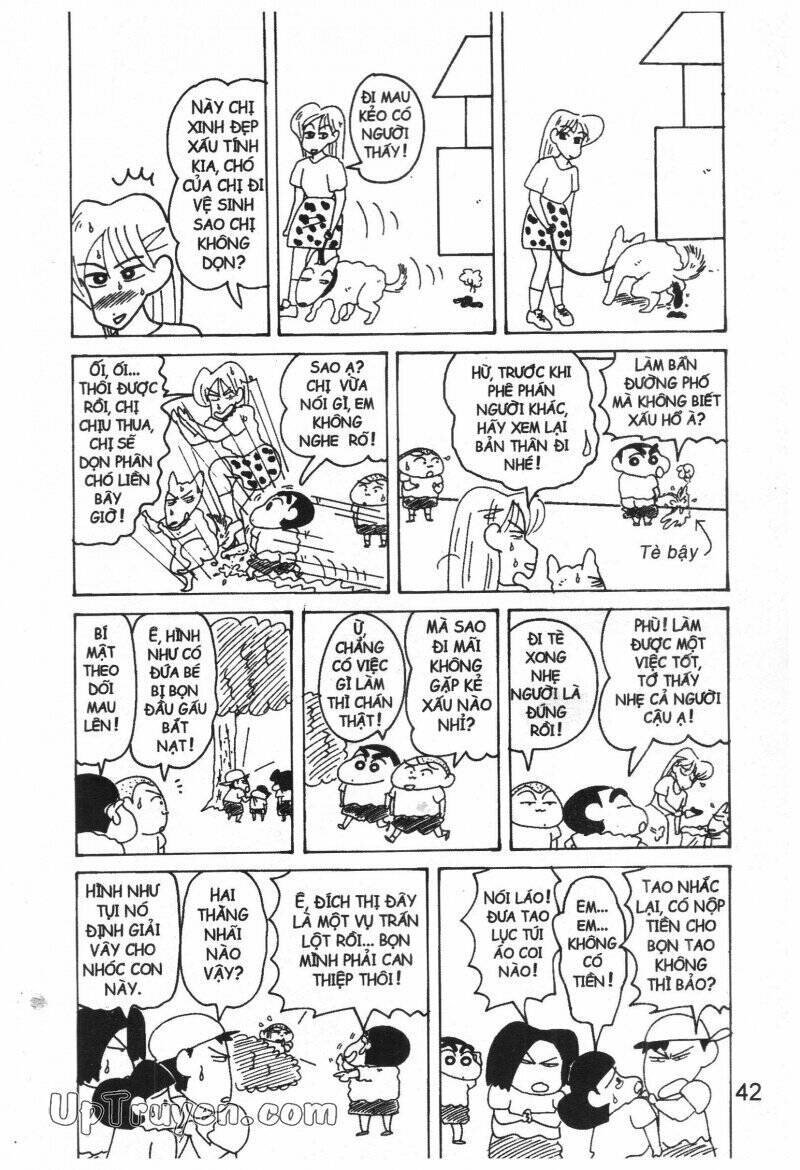 ĐI MAU
KẺO CÓ
NGƯỜI
THẤY!
NÀY CHỊ
XINH ĐẸP
XẤU TÍNH
KIA, CHÓ
CỦA CHỊ ĐI
VỆ SINH
SAO CHỊ
KHÔNG
DỌN?
LÀM BẨN
ĐƯỜNG PHỐ
MÀ KHÔNG BIẾT
XẤU HỔ À?
Tè bậy
HỪ, TRƯỚC KHI
PHÊ PHÁN
NGƯỜI KHÁC,
HÃY XEM LẠI
BẢN THÂN ĐI
NHÉ!
SAO Ạ?
CHỊ VỪA
NÓI GÌ, EM
KHÔNG
NGHE RÕ!
ỐI, ỐI...
THÔI ĐƯỢC
RỒI, CHỊ
CHỊU THUA,
CHỊ SẼ
DỌN PHÂN
CHÓ LIỀN
BÂY
GIỜ!
PHÙ! LÀM
ĐƯỢC MỘT
VIỆC TỐT,
TỚ THẤY
NHẸ CẢ NGƯỜI
CẬU Ạ!
ĐI TÈ
XONG
NHẸ
NGƯỜI LÀ
ĐÚNG
RỒI!
MÀ SAO
ĐI MÃI
KHÔNG
GẶP KẺ
XẤU NÀO
NHỈ?
Ừ,
CHẲNG
CÓ VIỆC
GÌ LÀM
THÌ CHÁN
THẬT!
Ê, HÌNH
NHƯ CÓ
ĐỨA BÉ
BỊ BỌN
ĐẦU GẤU
BẮT
NẠT!
BÍ
MẬT
THEO
DÕI
MAU
LÊN!
TAO NHẮC
LẠI, CÓ NỘP
TIỀN CHO
BỌN TAO
KHÔNG
THÌ BẢO?
EM...
EM...
KHÔNG
CÓ
TIỀN!
NÓI LÁO!
ĐƯA TAO
LỤC TÚI
ÁO COI
NÀO!
Ê, ĐÍCH THỊ ĐÂY
LÀ MỘT VỤ TRẤN
LỘT RỒI... BỌN
MÌNH PHẢI CAN
THIỆP THÔI!
HAI
THẰNG
NHÃI
NÀO
VẬY?
HÌNH NHƯ
TỤI NÓ
ĐỊNH GIẢI
VÂY CHO
NHÓC CON
NÀY.
42
UpTruyen.com